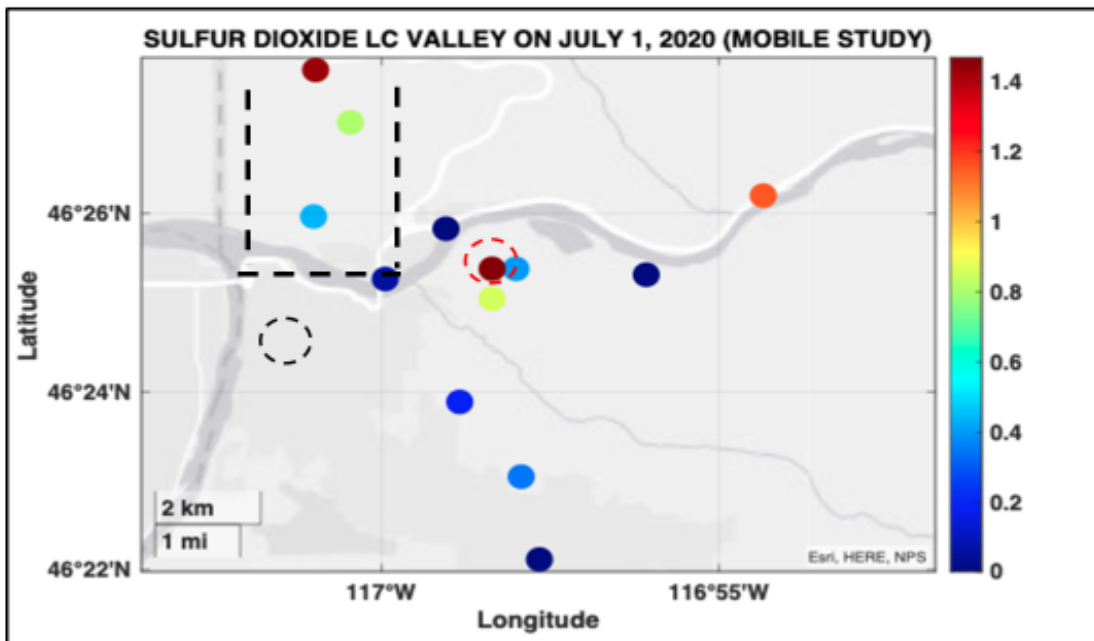 SULFUR DIOXIDE LC VALLEY ON JULY 1, 2020 (MOBILE STUDY)
1.4
1.2
1
0.8
0.6
0.4
0.2
0
46°26'N
46°24'N
46°22'N
Latitude
2 km
1 mi
Esri, HERE, NPS
117°W
116°55'W
Longitude